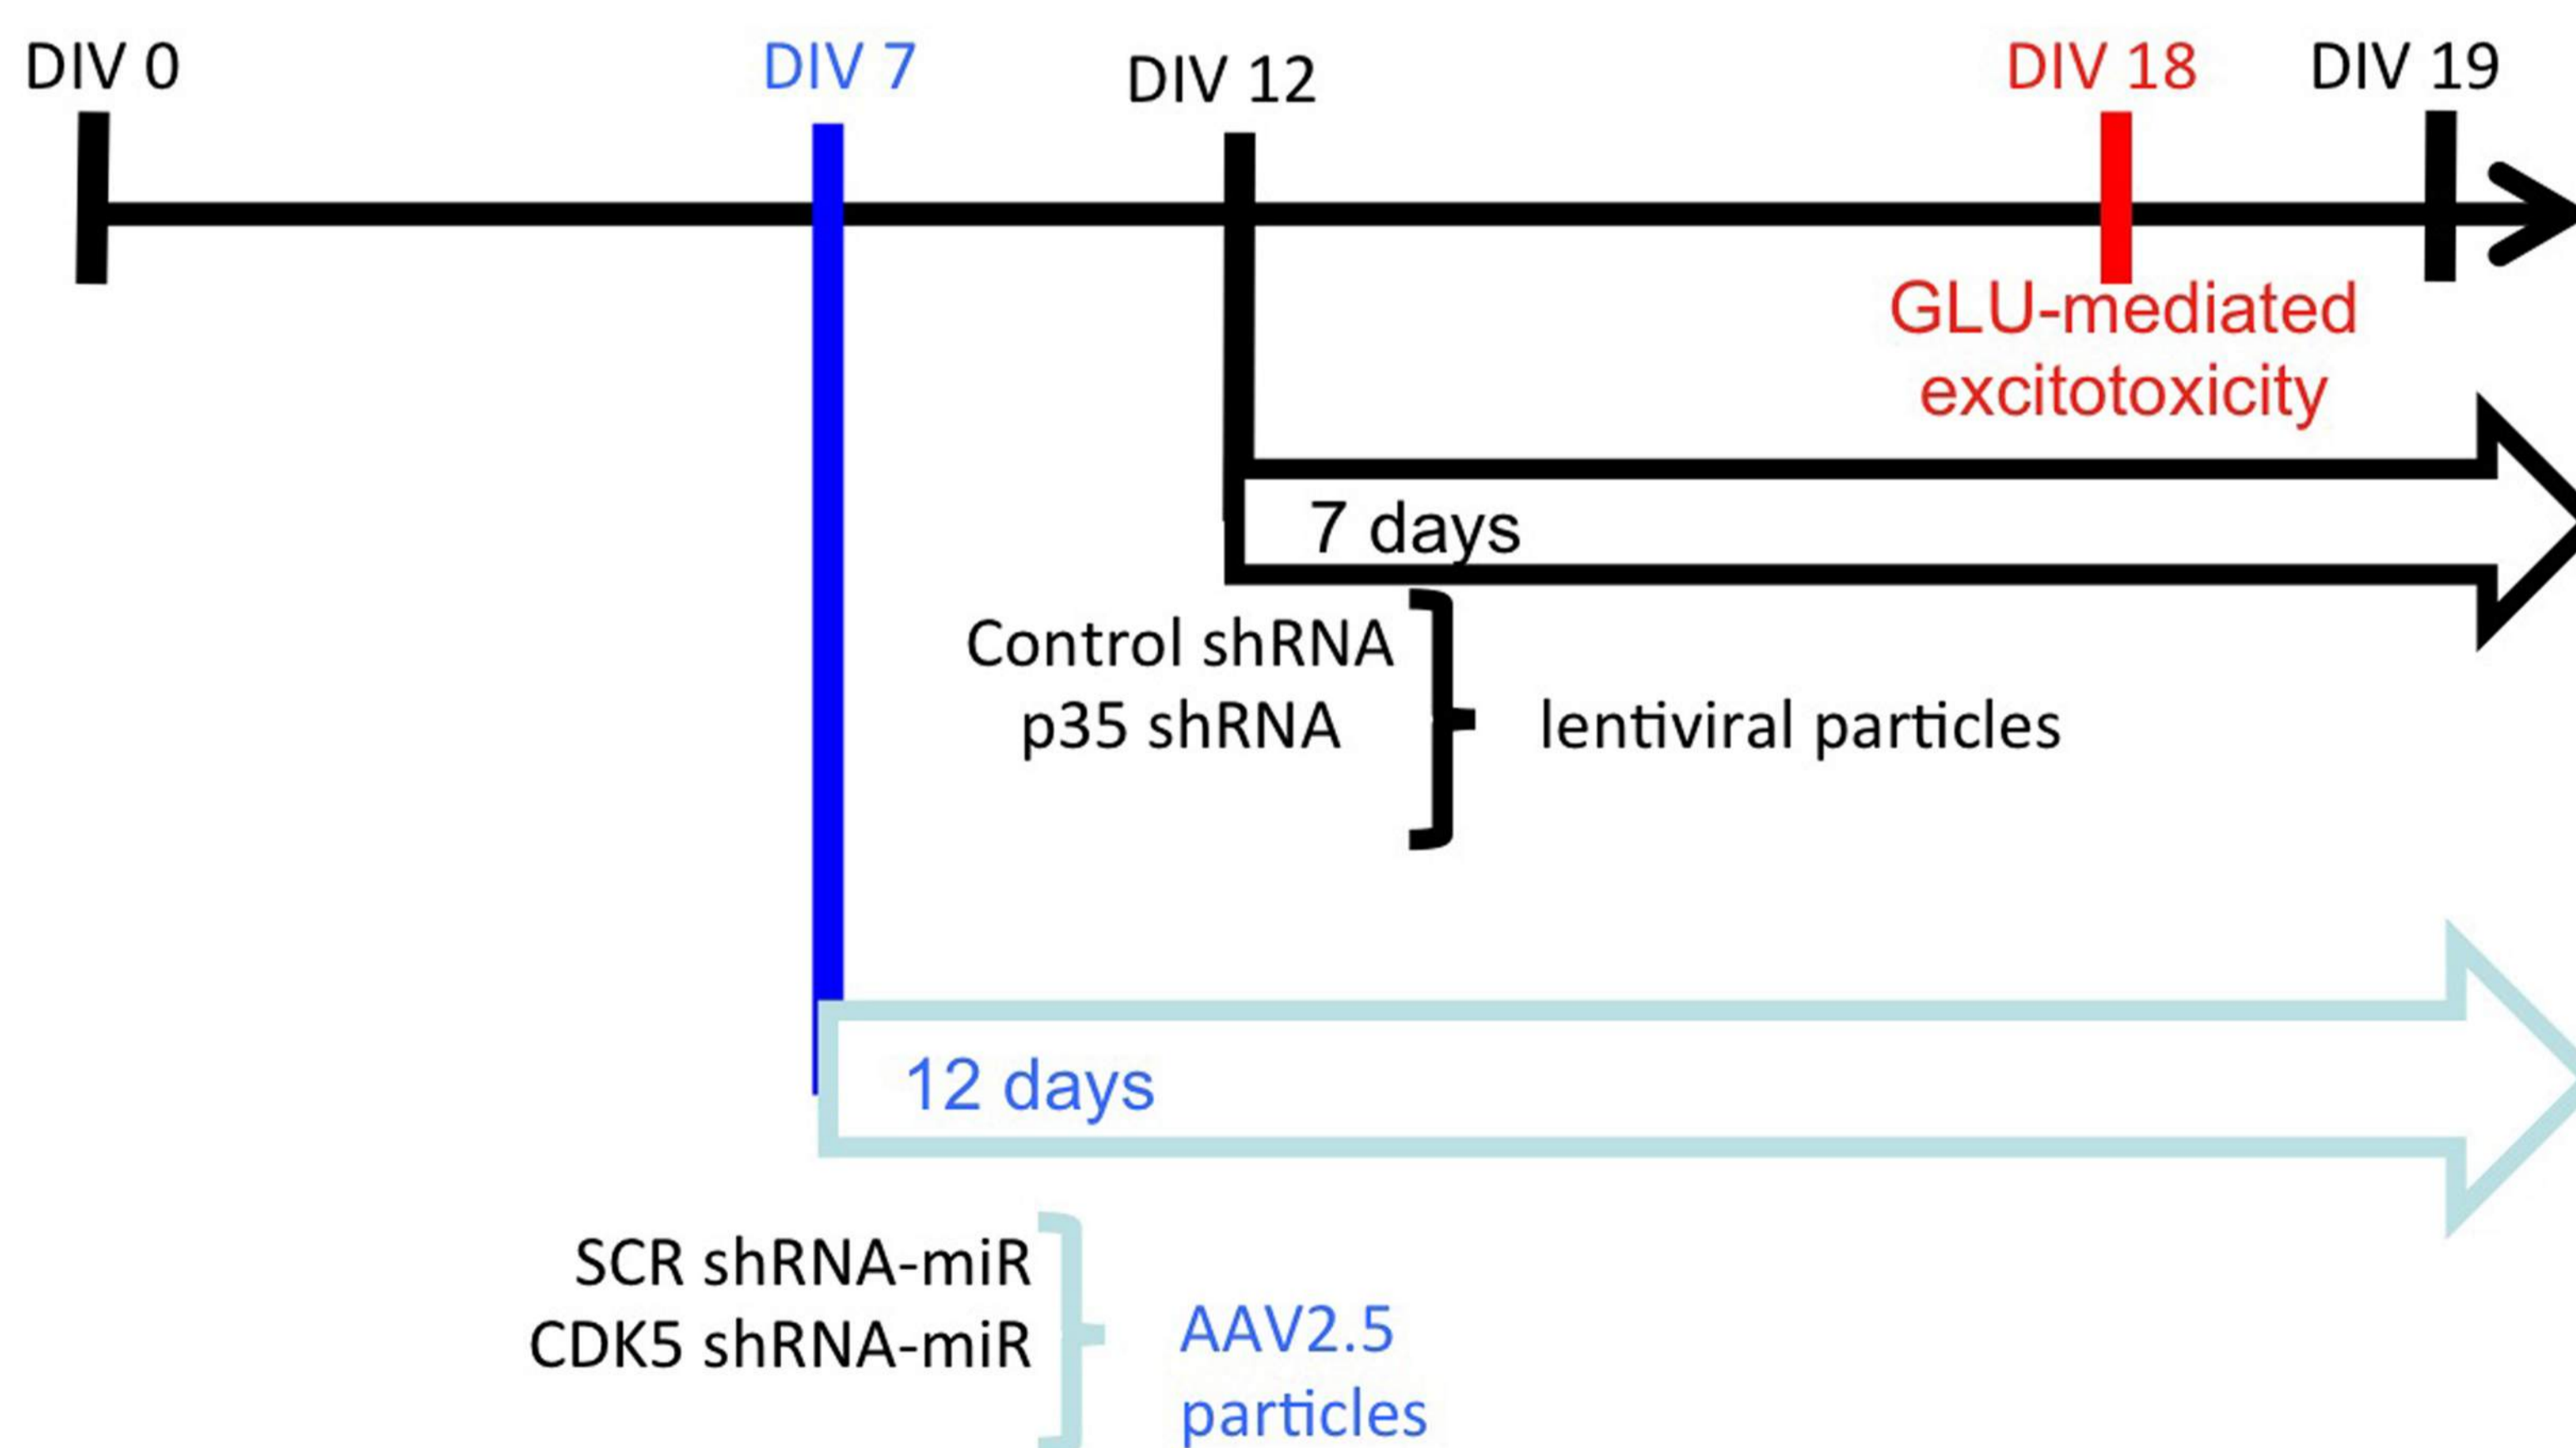 DIV 0
DIV 7
DIV 12
DIV 18
DIV 19
GLU-mediated
excitotoxicity
7 days
Control shRNA
p35 shRNA
lentiviral particles
12 days
SCR shRNA-miR
CDK5 shRNA-miR
AAV2.5
particles